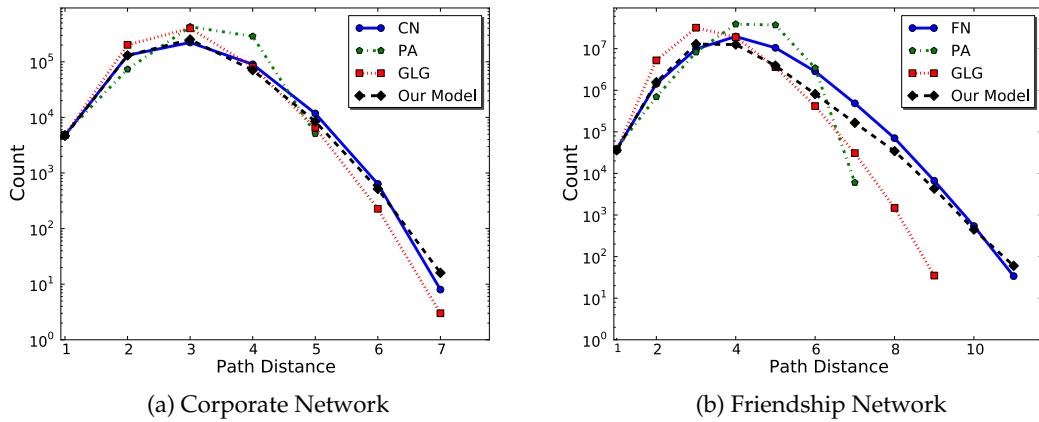 CN
PA
GLG
Our Model
10^5
10^4
10^3
10^2
10^1
10^0
Count
1 2 3 4 5 6 7
Path Distance
(a) Corporate Network
FN
PA
GLG
Our Model
10^7
10^6
10^5
10^4
10^3
10^2
10^1
10^0
Count
1 2 4 6 8 10
Path Distance
(b) Friendship Network